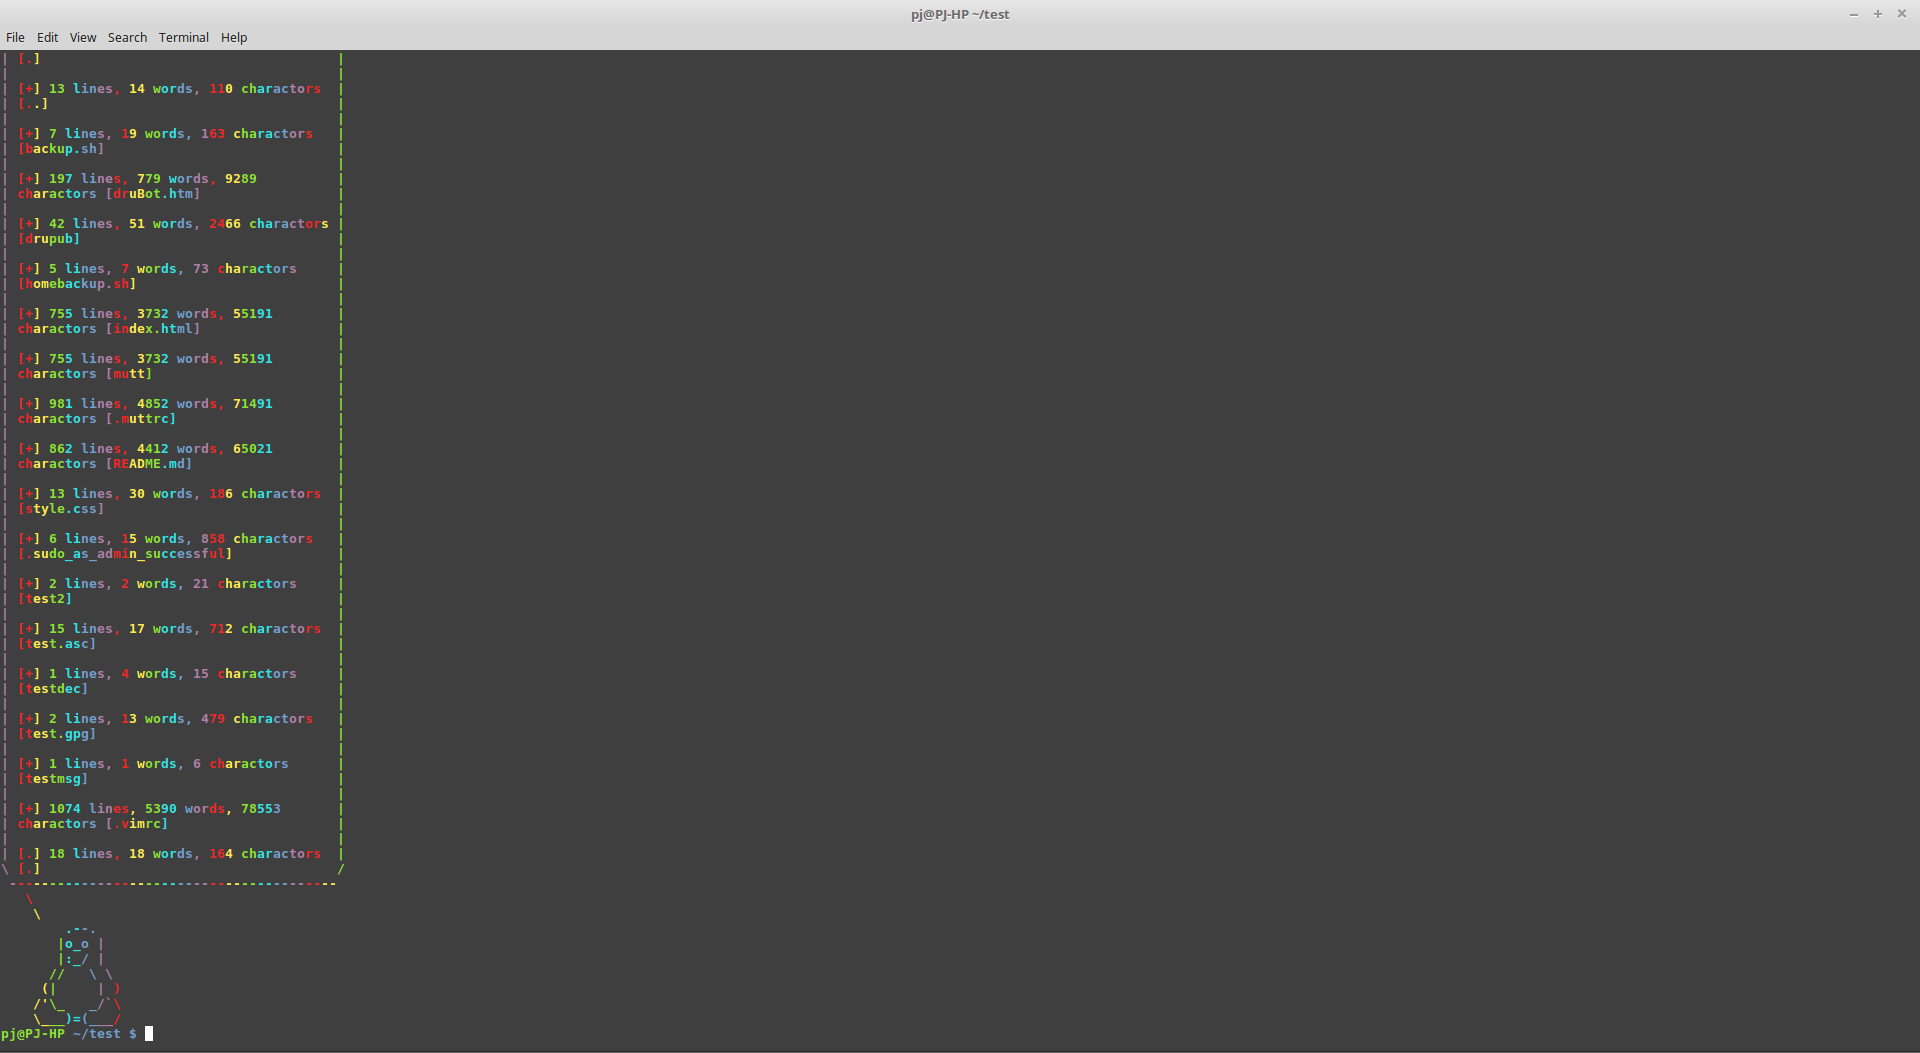 pj@PJ-HP ~/test
File Edit View Search Terminal Help
| [.] |
| |
| [+] 13 lines, 14 words, 110 charactors |
| [..] |
| |
| [+] 7 lines, 19 words, 163 charactors |
| [backup.sh] |
| |
| [+] 197 lines, 779 words, 9289 |
| charactors [druBot.htm] |
| |
| [+] 42 lines, 51 words, 2466 charactors |
| [drupub] |
| |
| [+] 5 lines, 7 words, 73 charactors |
| [homebackup.sh] |
| |
| [+] 755 lines, 3732 words, 55191 |
| charactors [index.html] |
| |
| [+] 755 lines, 3732 words, 55191 |
| charactors [mutt] |
| |
| [+] 981 lines, 4852 words, 71491 |
| charactors [.muttrc] |
| |
| [+] 862 lines, 4412 words, 65021 |
| charactors [README.md] |
| |
| [+] 13 lines, 30 words, 186 charactors |
| [style.css] |
| |
| [+] 6 lines, 15 words, 858 charactors |
| [.sudo_as_admin_successful] |
| |
| [+] 2 lines, 2 words, 21 charactors |
| [test2] |
| |
| [+] 15 lines, 17 words, 712 charactors |
| [test.asc] |
| |
| [+] 1 lines, 4 words, 15 charactors |
| [testdec] |
| |
| [+] 2 lines, 13 words, 479 charactors |
| [test.gpg] |
| |
| [+] 1 lines, 1 words, 6 charactors |
| [testmsg] |
| |
| [+] 1074 lines, 5390 words, 78553 |
| charactors [.vimrc] |
| |
| [.] 18 lines, 18 words, 164 charactors |
\ [.] /
 -----------------------------------------
   \
    \
        .--.
       |o_o |
       |:_/ |
      //   \ \
     (|     | )
    /'\_   _/`\
    \___)=(___/
pj@PJ-HP ~/test $